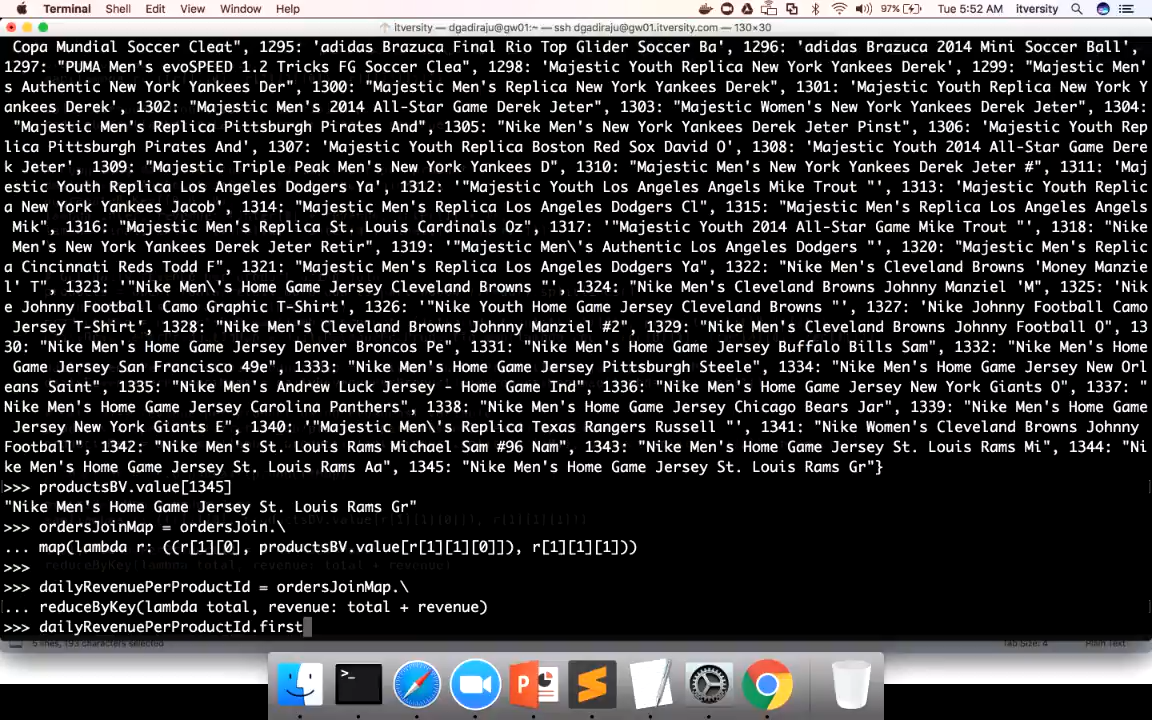 Terminal Shell Edit View Window Help 97% Tue 5:52 AM itversity
itversity — dgadiraju@gw01:~ — ssh dgadiraju@gw01.itversity.com — 130×30
Copa Mundial Soccer Cleat", 1295: 'adidas Brazuca Final Rio Top Glider Soccer Ba', 1296: 'adidas Brazuca 2014 Mini Soccer Ball',
1297: "PUMA Men's evoSPEED 1.2 Tricks FG Soccer Clea", 1298: 'Majestic Youth Replica New York Yankees Derek', 1299: "Majestic Men'
s Authentic New York Yankees Der", 1300: "Majestic Men's Replica New York Yankees Derek", 1301: 'Majestic Youth Replica New York Y
ankees Derek', 1302: "Majestic Men's 2014 All-Star Game Derek Jeter", 1303: "Majestic Women's New York Yankees Derek Jeter", 1304:
"Majestic Men's Replica Pittsburgh Pirates And", 1305: "Nike Men's New York Yankees Derek Jeter Pinst", 1306: 'Majestic Youth Rep
lica Pittsburgh Pirates And', 1307: 'Majestic Youth Replica Boston Red Sox David O', 1308: 'Majestic Youth 2014 All-Star Game Dere
k Jeter', 1309: "Majestic Triple Peak Men's New York Yankees D", 1310: "Majestic Men's New York Yankees Derek Jeter #", 1311: 'Maj
estic Youth Replica Los Angeles Dodgers Ya', 1312: '"Majestic Youth Los Angeles Angels Mike Trout "', 1313: 'Majestic Youth Replic
a New York Yankees Jacob', 1314: "Majestic Men's Replica Los Angeles Dodgers Cl", 1315: "Majestic Men's Replica Los Angeles Angels
Mik", 1316: "Majestic Men's Replica St. Louis Cardinals Oz", 1317: '"Majestic Youth 2014 All-Star Game Mike Trout "', 1318: "Nike
Men's New York Yankees Derek Jeter Retir", 1319: '"Majestic Men\'s Authentic Los Angeles Dodgers "', 1320: "Majestic Men's Replic
a Cincinnati Reds Todd F", 1321: "Majestic Men's Replica Los Angeles Dodgers Ya", 1322: "Nike Men's Cleveland Browns 'Money Manzie
l' T", 1323: '"Nike Men\'s Home Game Jersey Cleveland Browns "', 1324: "Nike Men's Cleveland Browns Johnny Manziel 'M", 1325: 'Nik
e Johnny Football Camo Graphic T-Shirt', 1326: '"Nike Youth Home Game Jersey Cleveland Browns "', 1327: 'Nike Johnny Football Camo
Jersey T-Shirt', 1328: "Nike Men's Cleveland Browns Johnny Manziel #2", 1329: "Nike Men's Cleveland Browns Johnny Football O", 13
30: "Nike Men's Home Game Jersey Denver Broncos Pe", 1331: "Nike Men's Home Game Jersey Buffalo Bills Sam", 1332: "Nike Men's Home
Game Jersey San Francisco 49e", 1333: "Nike Men's Home Game Jersey Pittsburgh Steele", 1334: "Nike Men's Home Game Jersey New Orl
eans Saint", 1335: "Nike Men's Andrew Luck Jersey - Home Game Ind", 1336: "Nike Men's Home Game Jersey New York Giants O", 1337: "
Nike Men's Home Game Jersey Carolina Panthers", 1338: "Nike Men's Home Game Jersey Chicago Bears Jar", 1339: "Nike Men's Home Game
Jersey New York Giants E", 1340: '"Majestic Men\'s Replica Texas Rangers Russell "', 1341: "Nike Women's Cleveland Browns Johnny
Football", 1342: "Nike Men's St. Louis Rams Michael Sam #96 Nam", 1343: "Nike Men's Home Game Jersey St. Louis Rams Mi", 1344: "Ni
ke Men's Home Game Jersey St. Louis Rams Aa", 1345: "Nike Men's Home Game Jersey St. Louis Rams Gr"}
>>> productsBV.value[1345]
"Nike Men's Home Game Jersey St. Louis Rams Gr"
>>> ordersJoinMap = ordersJoin.\
... map(lambda r: ((r[1][0], productsBV.value[r[1][1][0]]), r[1][1][1]))
>>>
>>> dailyRevenuePerProductId = ordersJoinMap.\
... reduceByKey(lambda total, revenue: total + revenue)
>>> dailyRevenuePerProductId.first
5 lines, 193 characters selected Tab Size: 4 Plain Text